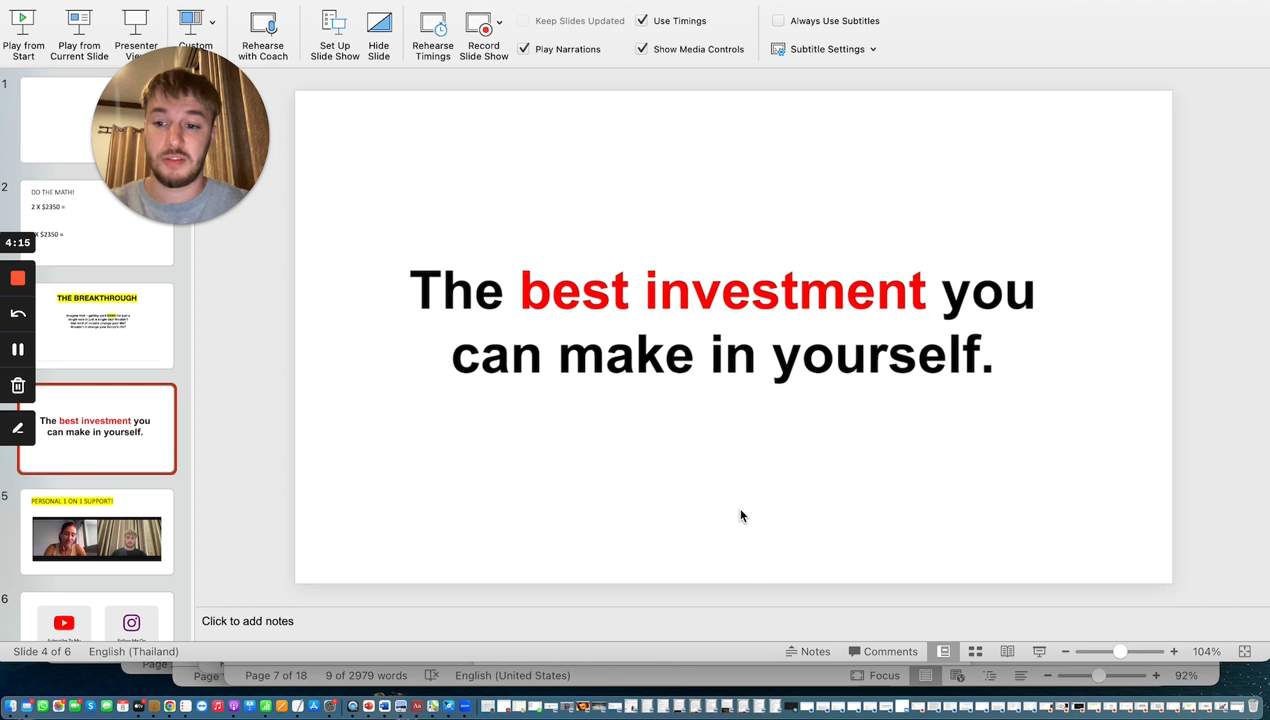 Play from
Start
Play from
Current Slide
Presenter
Custom
Rehearse
with Coach
Set Up
Slide Show
Hide
Slide
Rehearse
Timings
Record
Slide Show
Keep Slides Updated
Use Timings
Play Narrations
Show Media Controls
Always Use Subtitles
Subtitle Settings
1
2
DO THE MATH!
2 X $2350 =
X $2350 =
4:15
THE BREAKTHROUGH
The best investment you
can make in yourself.
5
PERSONAL 1 ON 1 SUPPORT!
6
The best investment you
can make in yourself.
Click to add notes
Slide 4 of 6
English (Thailand)
Notes
Comments
104%
Page
Page 7 of 18
9 of 2979 words
English (United States)
Focus
92%